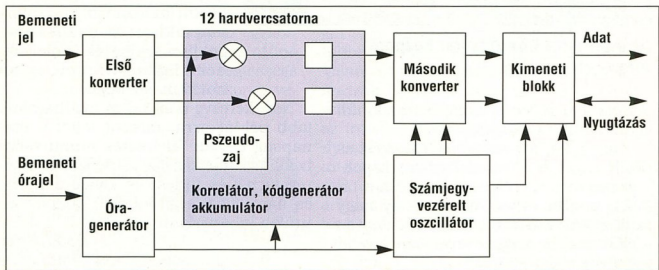 12 hardvercsatorna
Bemeneti
jel
Első
konverter
Pszeudo-
zaj
Korrelátor, kódgenerátor
akkumulátor
Második
konverter
Kimeneti
blokk
Adat
Nyugtázás
Bemeneti
órajel
Óra-
generátor
Számjegy-
vezérelt
oszcillátor